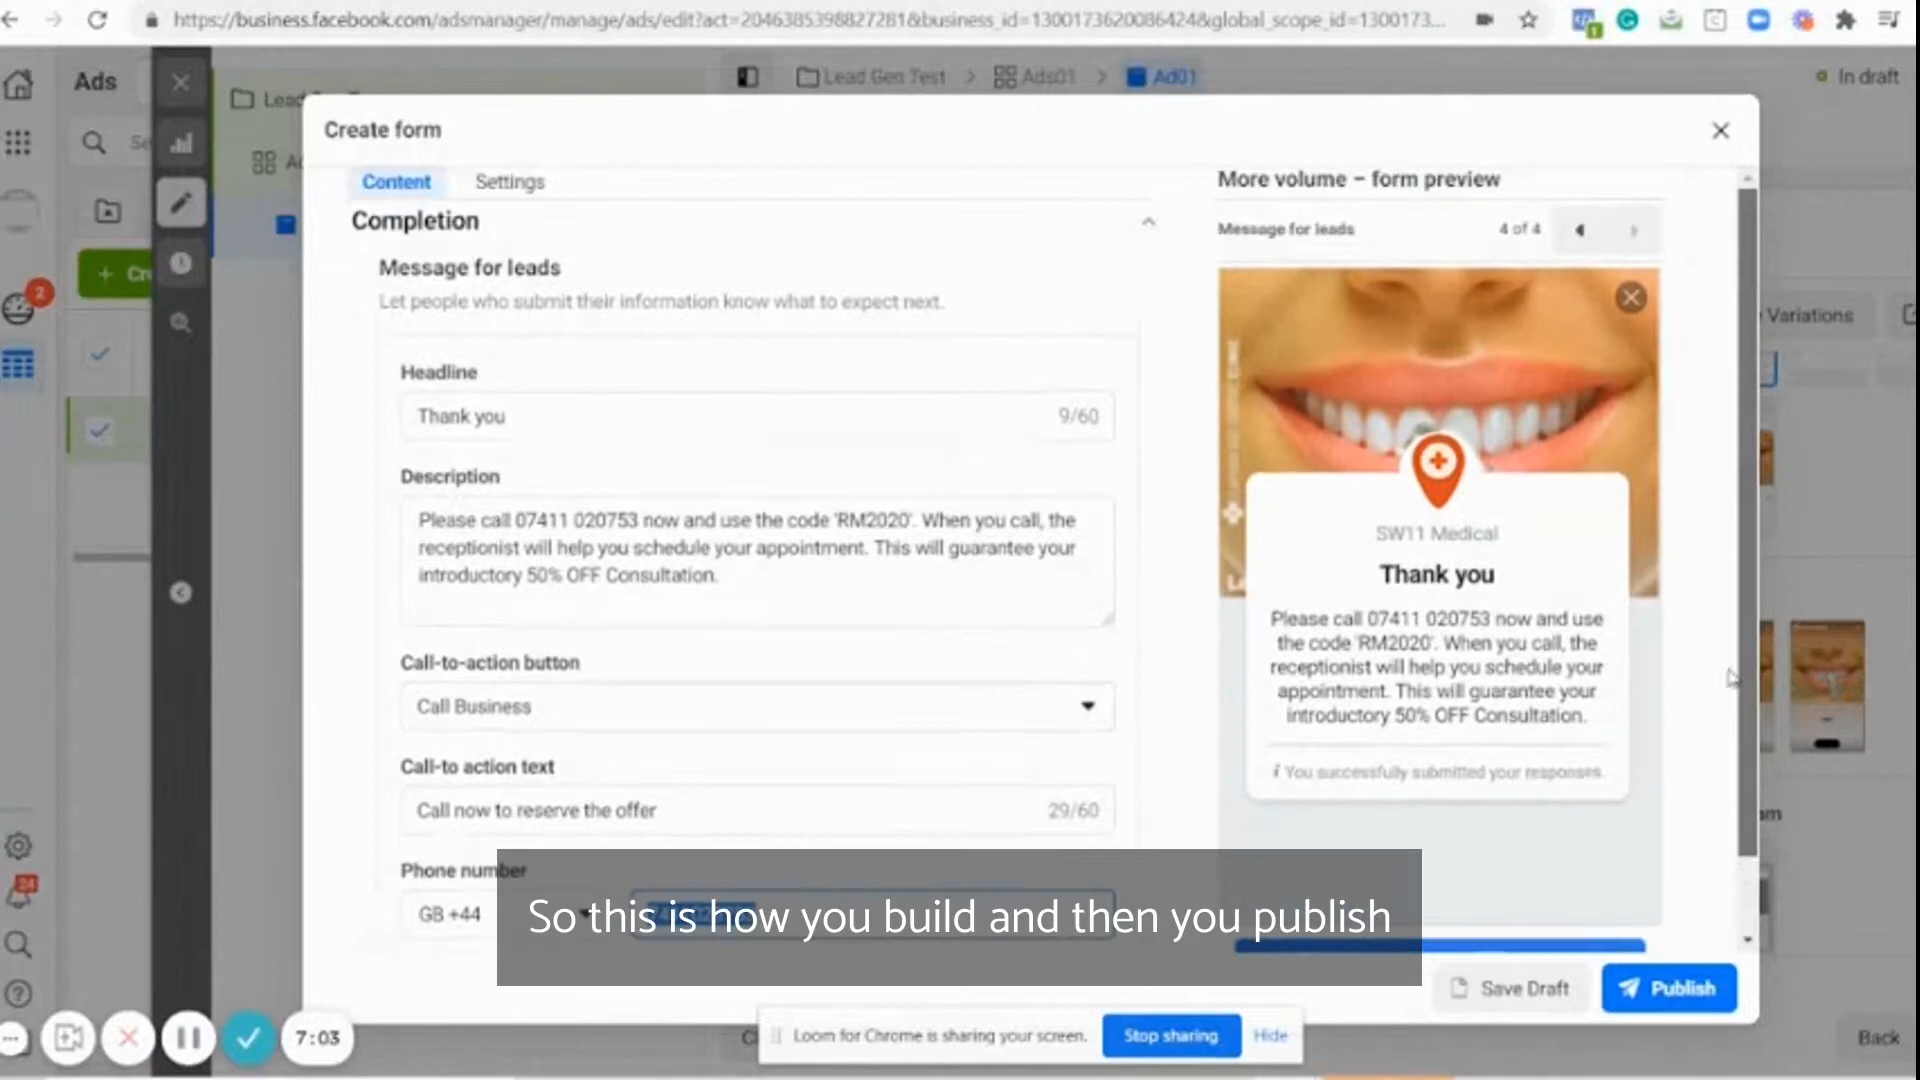 https://business.facebook.com/adsmanager/manage/ads/edit?act=2046385398827281&business_id=1300173620086424&global_scope_id=1300173...
Ads
Lead Gen Test
Ads01
Ad01
In draft
Create form
Content
Settings
More volume – form preview
Completion
Message for leads
4 of 4
Message for leads
Let people who submit their information know what to expect next.
2
Variations
Headline
Thank you
9/60
Description
Please call 07411 020753 now and use the code 'RM2020'. When you call, the
receptionist will help you schedule your appointment. This will guarantee your
introductory 50% OFF Consultation.
SW11 Medical
Thank you
Please call 07411 020753 now and use
the code 'RM2020'. When you call, the
receptionist will help you schedule your
appointment. This will guarantee your
introductory 50% OFF Consultation.
You successfully submitted your responses.
Call-to-action button
Call Business
Call-to action text
Call now to reserve the offer
29/60
Phone number
GB +44
So this is how you build and then you publish
24
Save Draft
Publish
7:03
Loom for Chrome is sharing your screen.
Stop sharing
Hide
Back